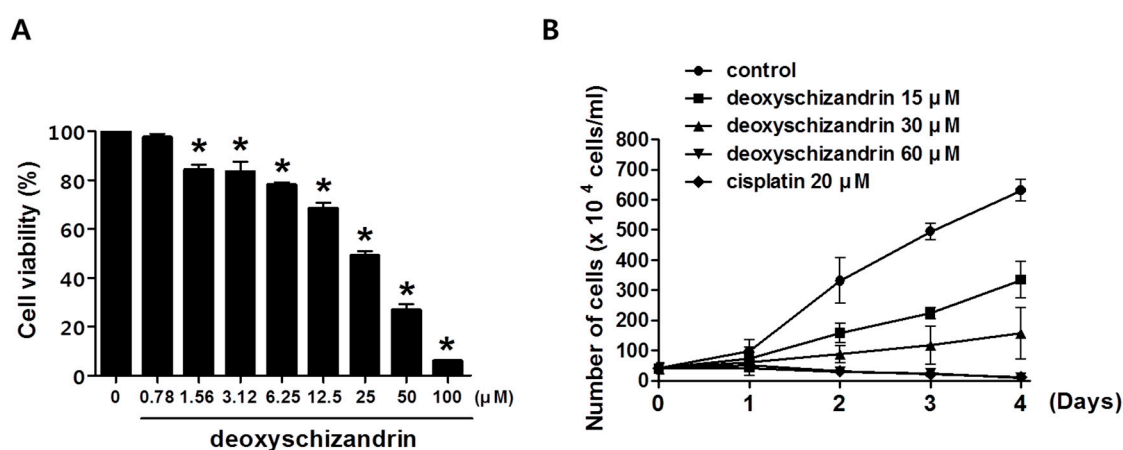 A
Cell viability (%)
100
80
60
40
20
0
* * * * * * *
0 0.78 1.56 3.12 6.25 12.5 25 50 100 (μM)
deoxyschizandrin
B
control
deoxyschizandrin 15 μM
deoxyschizandrin 30 μM
deoxyschizandrin 60 μM
cisplatin 20 μM
Number of cells (x 10⁴ cells/ml)
800
700
600
500
400
300
200
100
0
0 1 2 3 4 (Days)